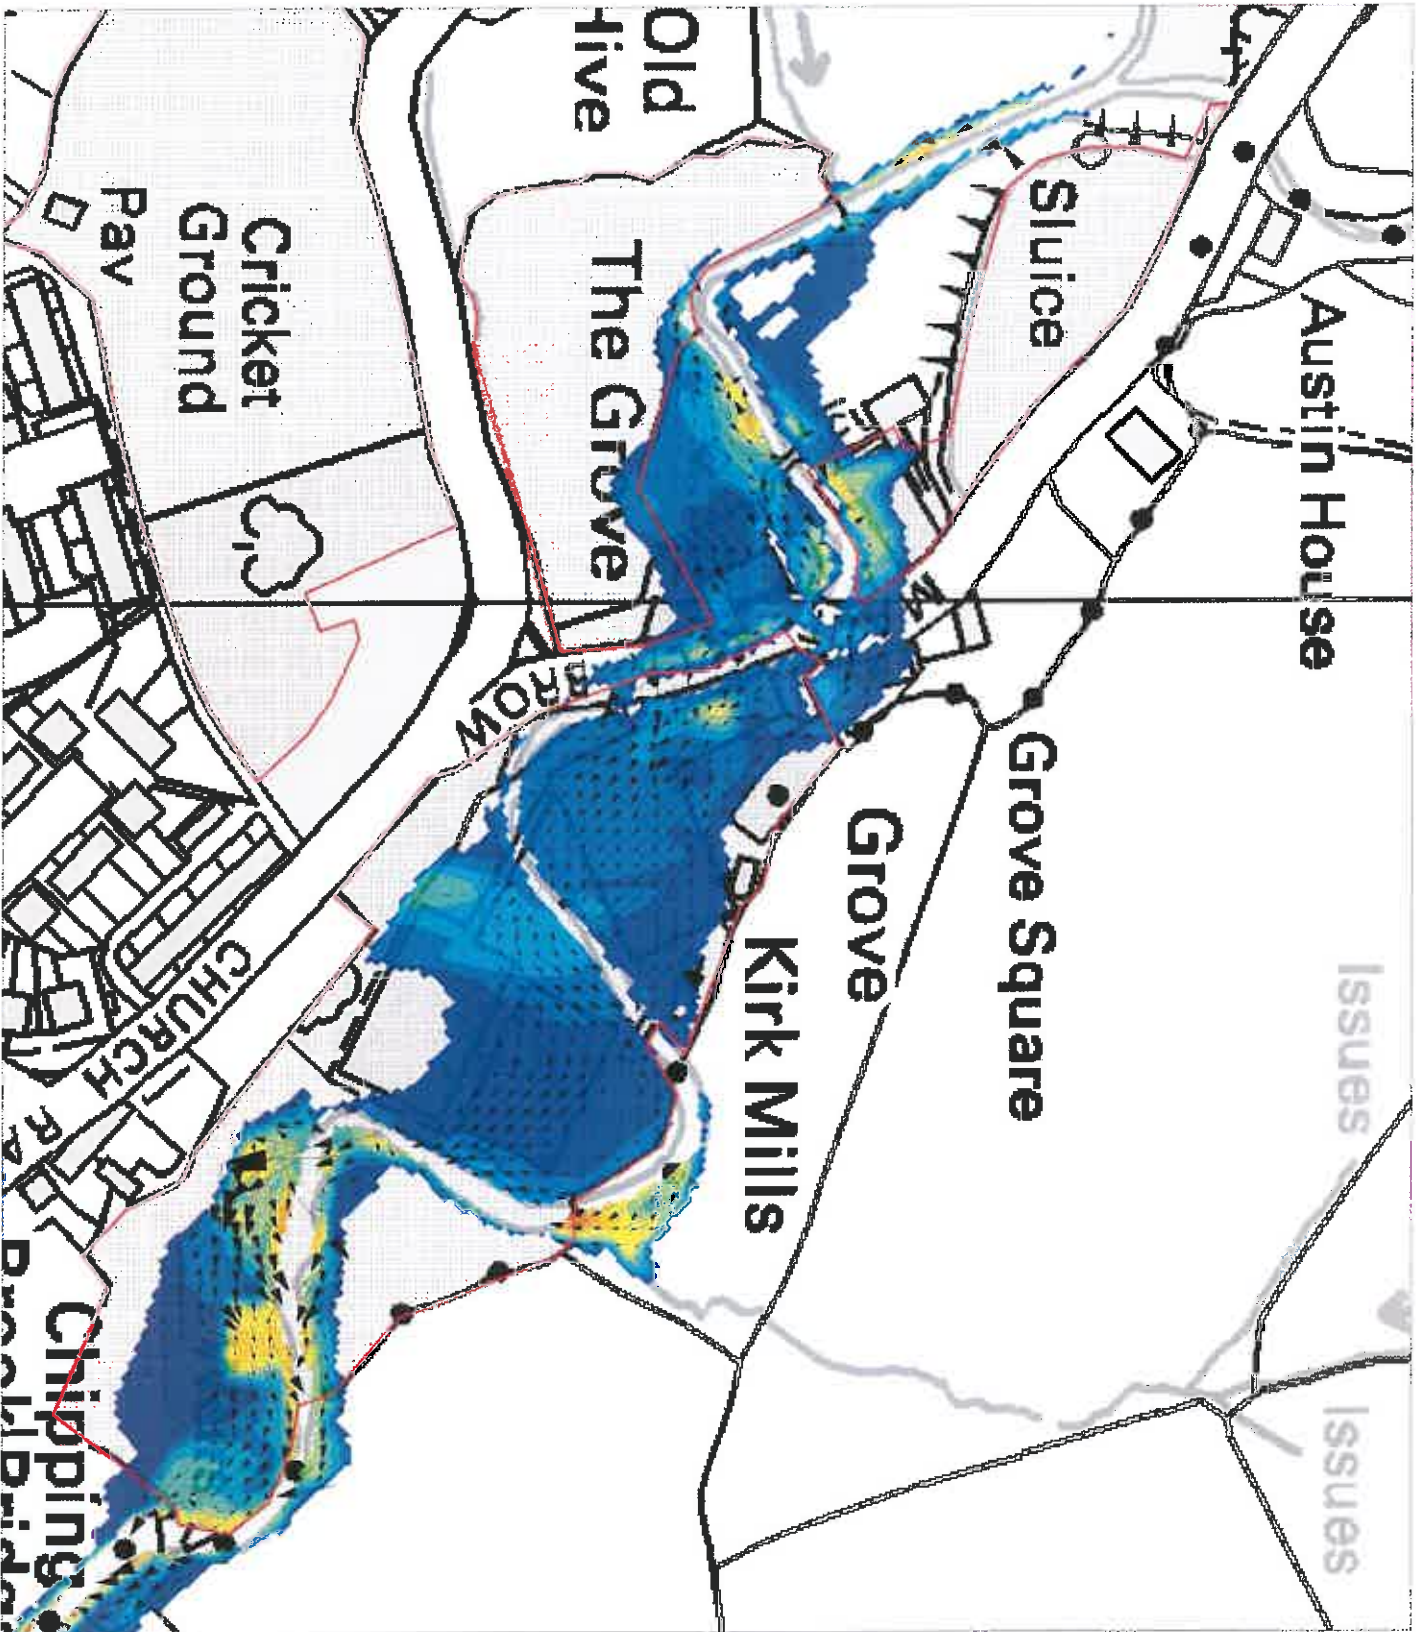 Issues
Issues
Austin House
Grove Square
Sluice
Grove
Kirk Mills
Old
Hive
The Grove
BROW
Cricket
Ground
Pav
CHURCH
Chipping